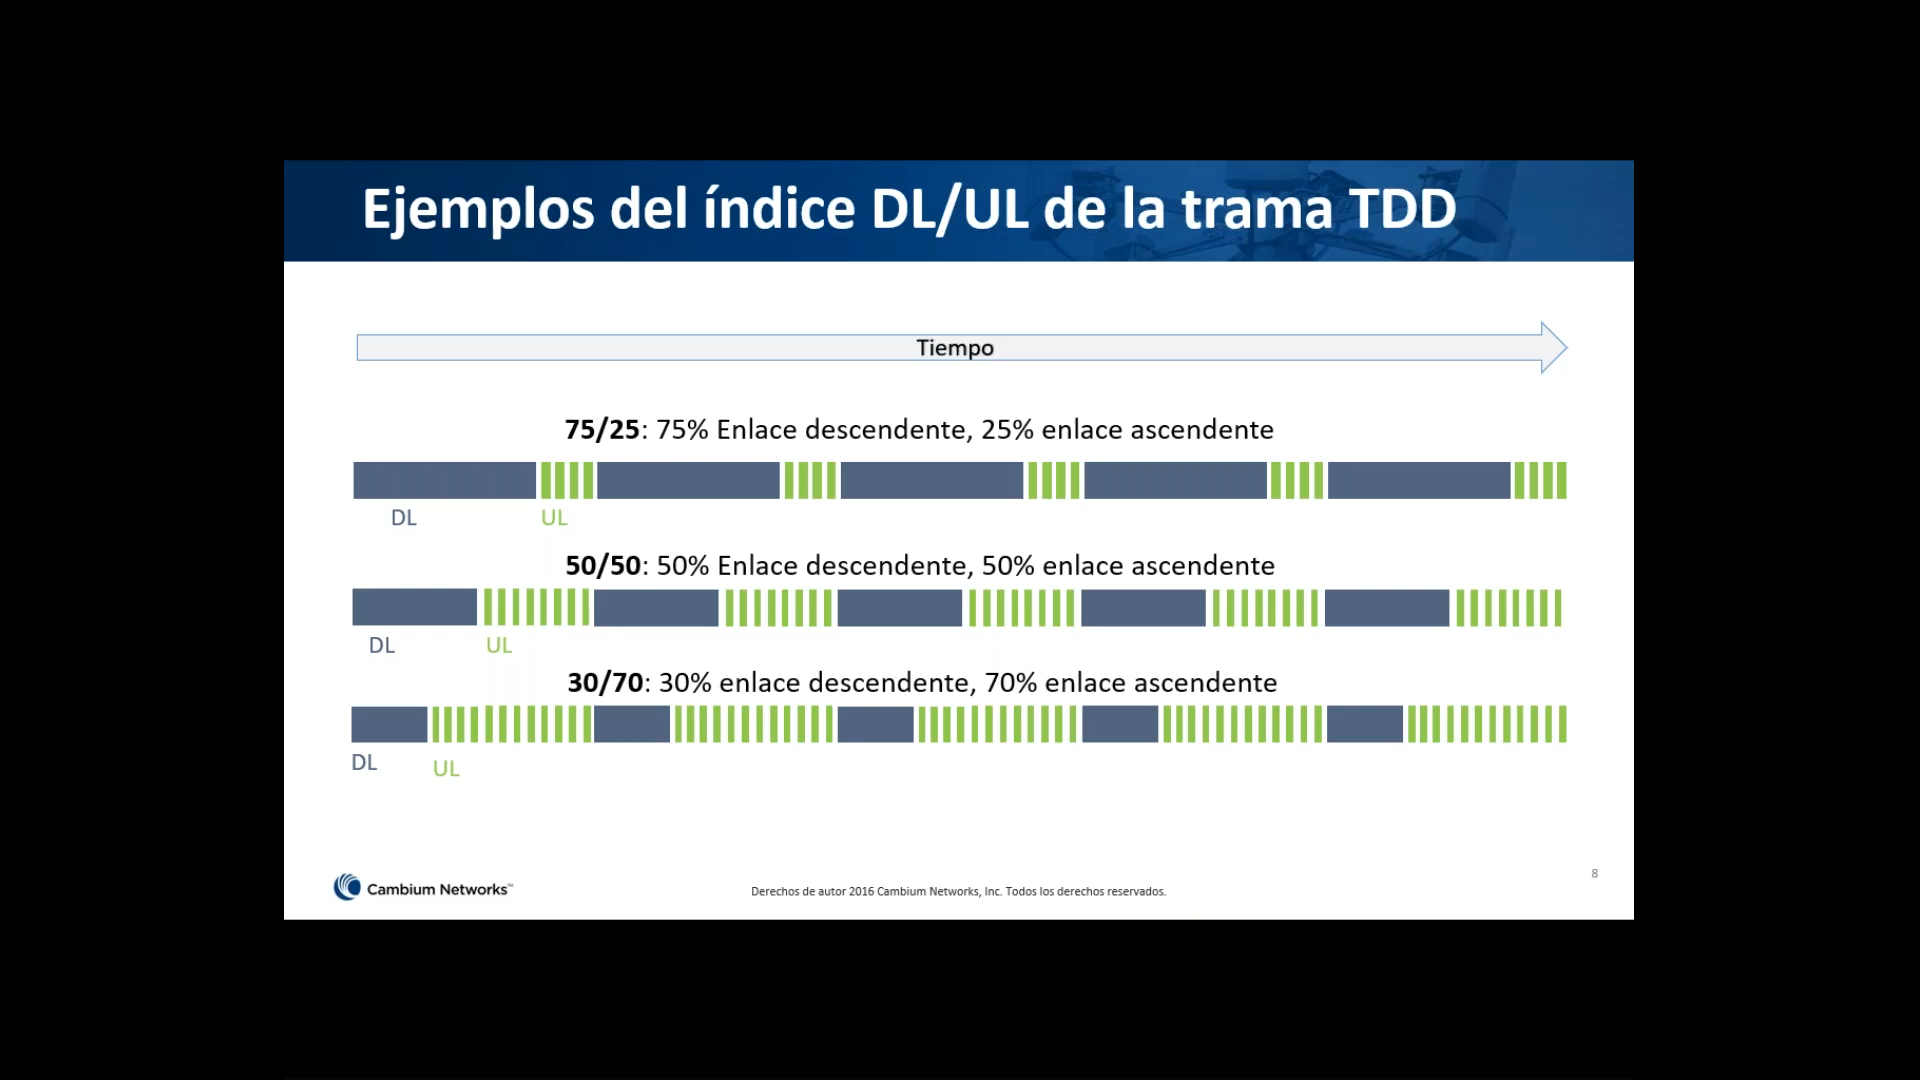 Ejemplos del índice DL/UL de la trama TDD
Tiempo
75/25: 75% Enlace descendente, 25% enlace ascendente
DL UL
50/50: 50% Enlace descendente, 50% enlace ascendente
DL UL
30/70: 30% enlace descendente, 70% enlace ascendente
DL UL
8
Cambium Networks™
Derechos de autor 2016 Cambium Networks, Inc. Todos los derechos reservados.